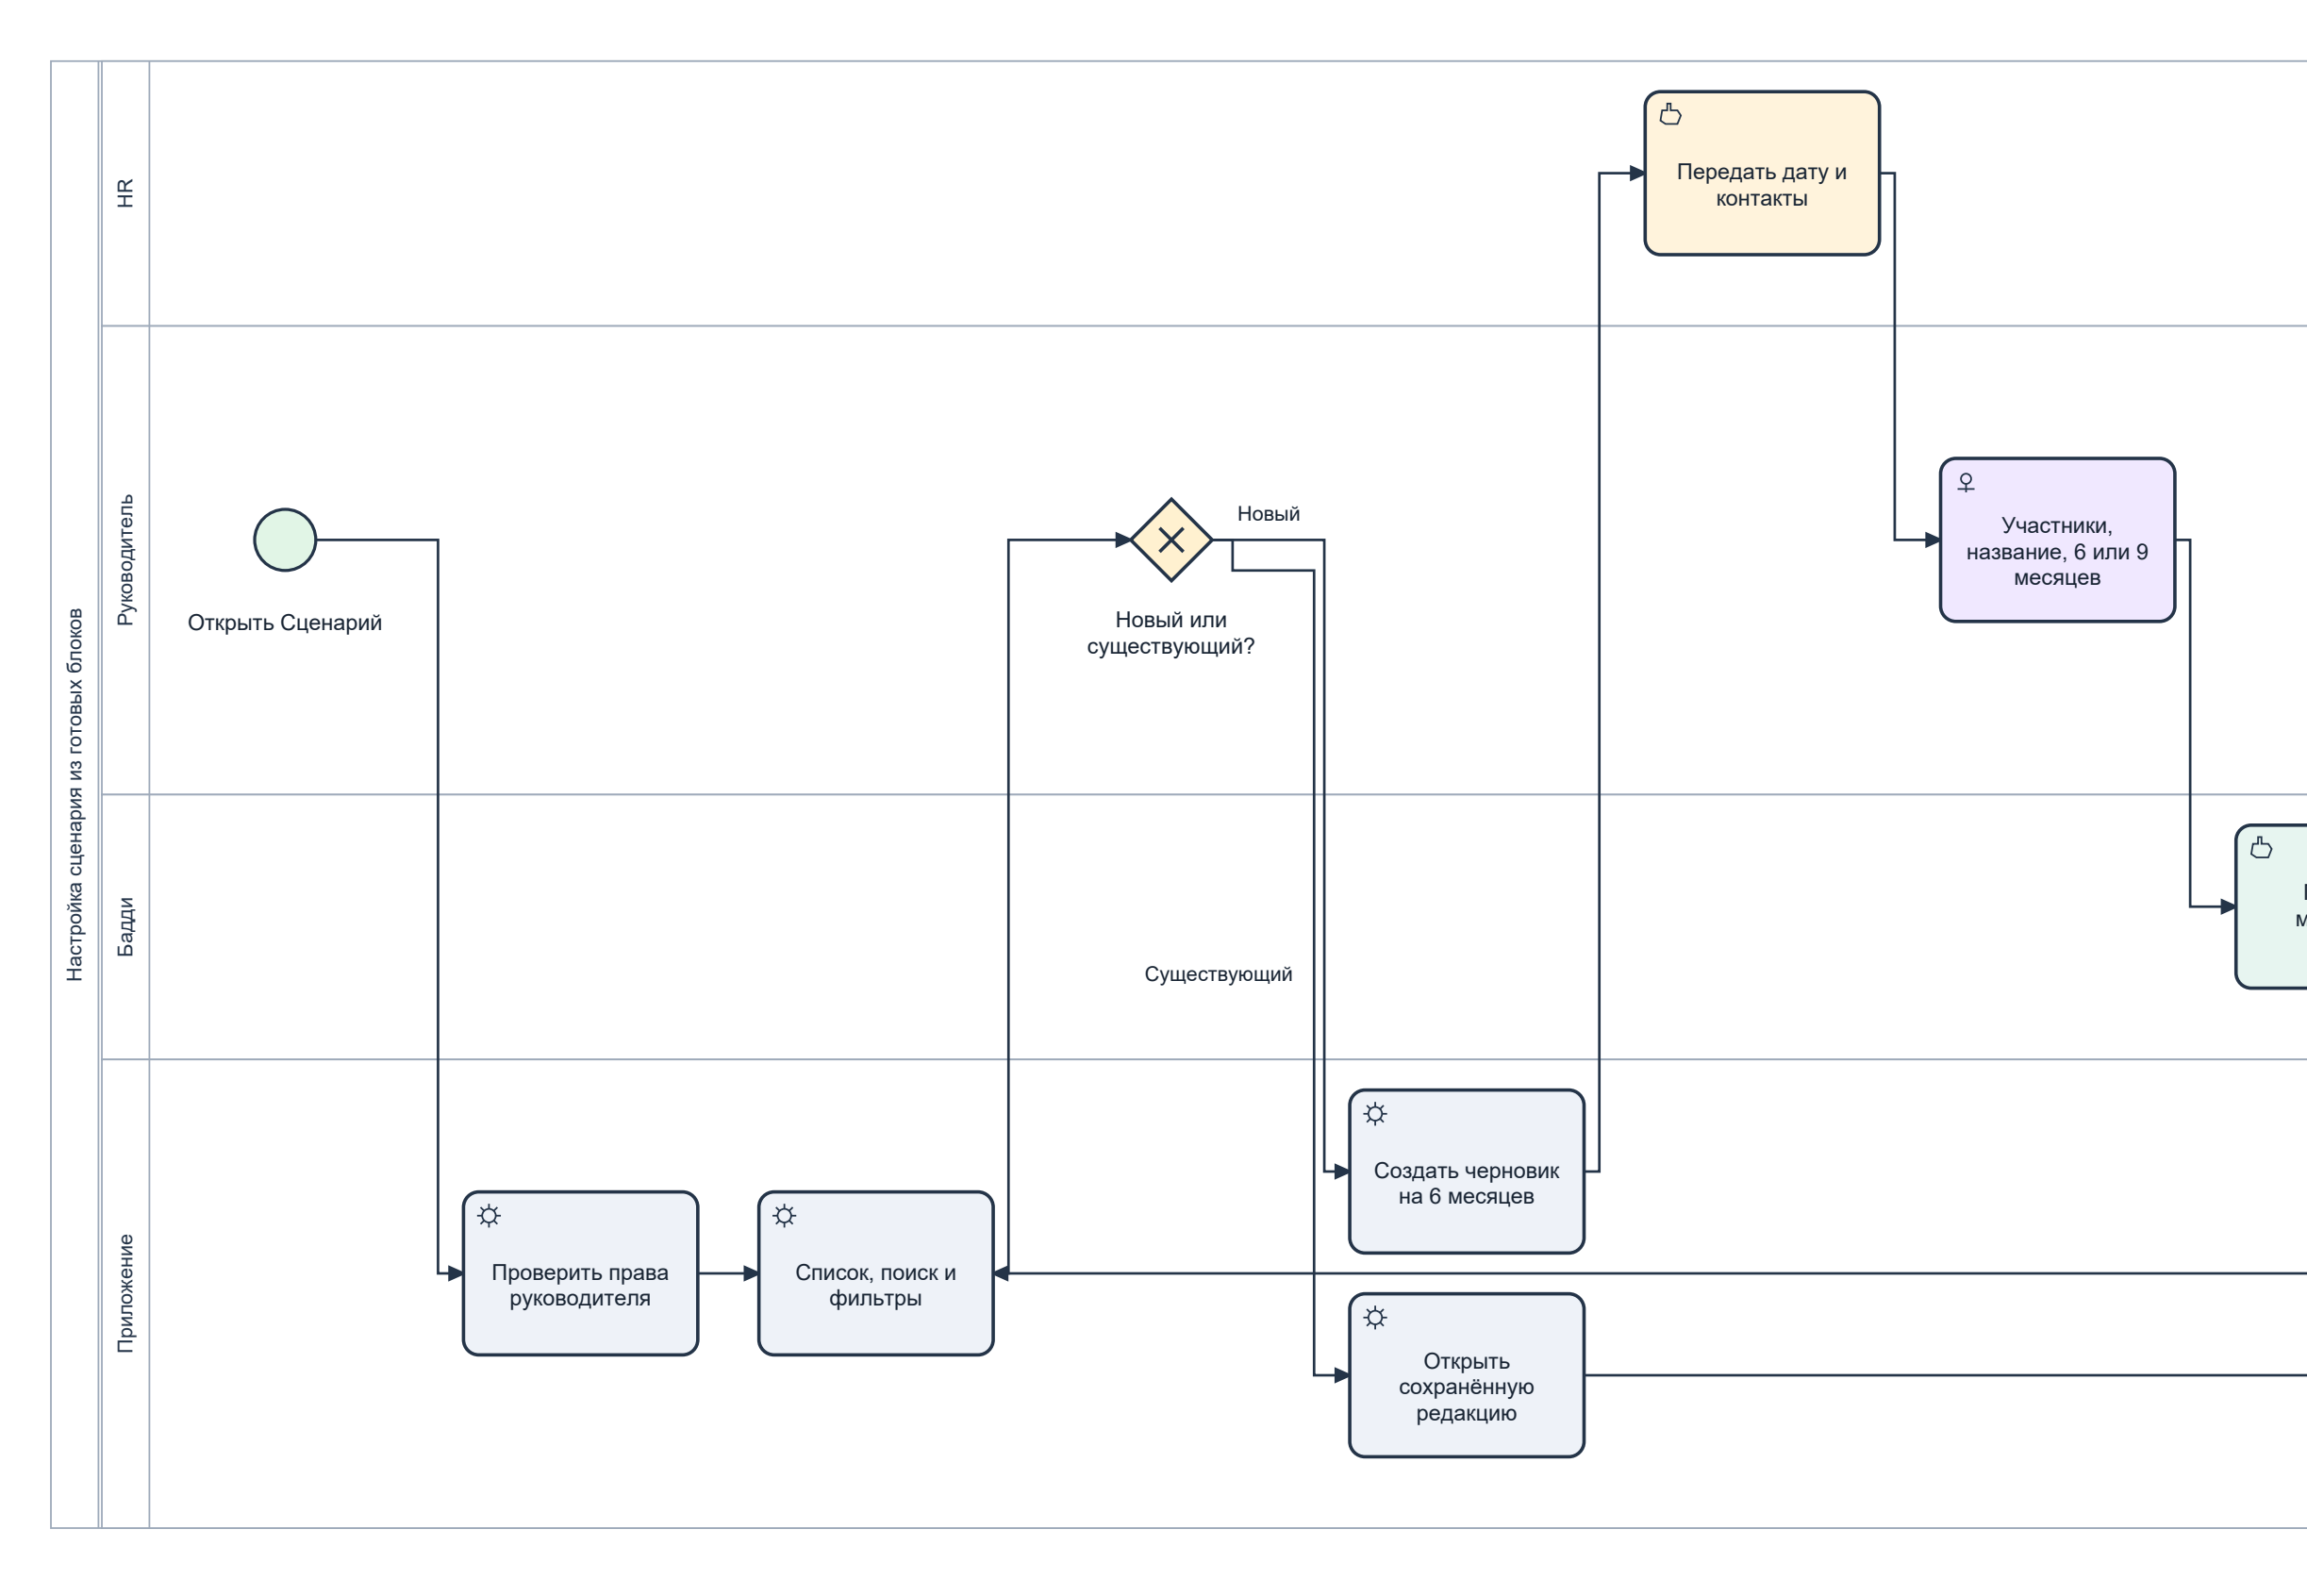 Настройка сценария из готовых блоков
HR
Передать дату и
контакты
Руководитель
Открыть Сценарий
Новый
Новый или
существующий?
Участники,
название, 6 или 9
месяцев
Бадди
Существующий
Приложение
Проверить права
руководителя
Список, поиск и
фильтры
Создать черновик
на 6 месяцев
Открыть
сохранённую
редакцию